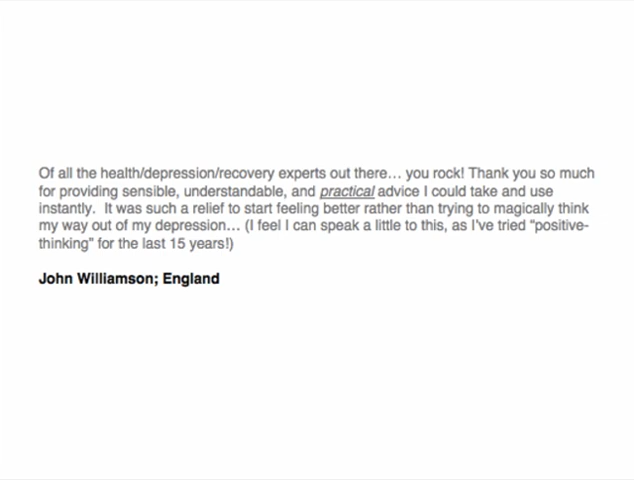 Of all the health/depression/recovery experts out there... you rock! Thank you so much
for providing sensible, understandable, and practical advice I could take and use
instantly.  It was such a relief to start feeling better rather than trying to magically think
my way out of my depression... (I feel I can speak a little to this, as I've tried “positive-
thinking” for the last 15 years!)
John Williamson; England